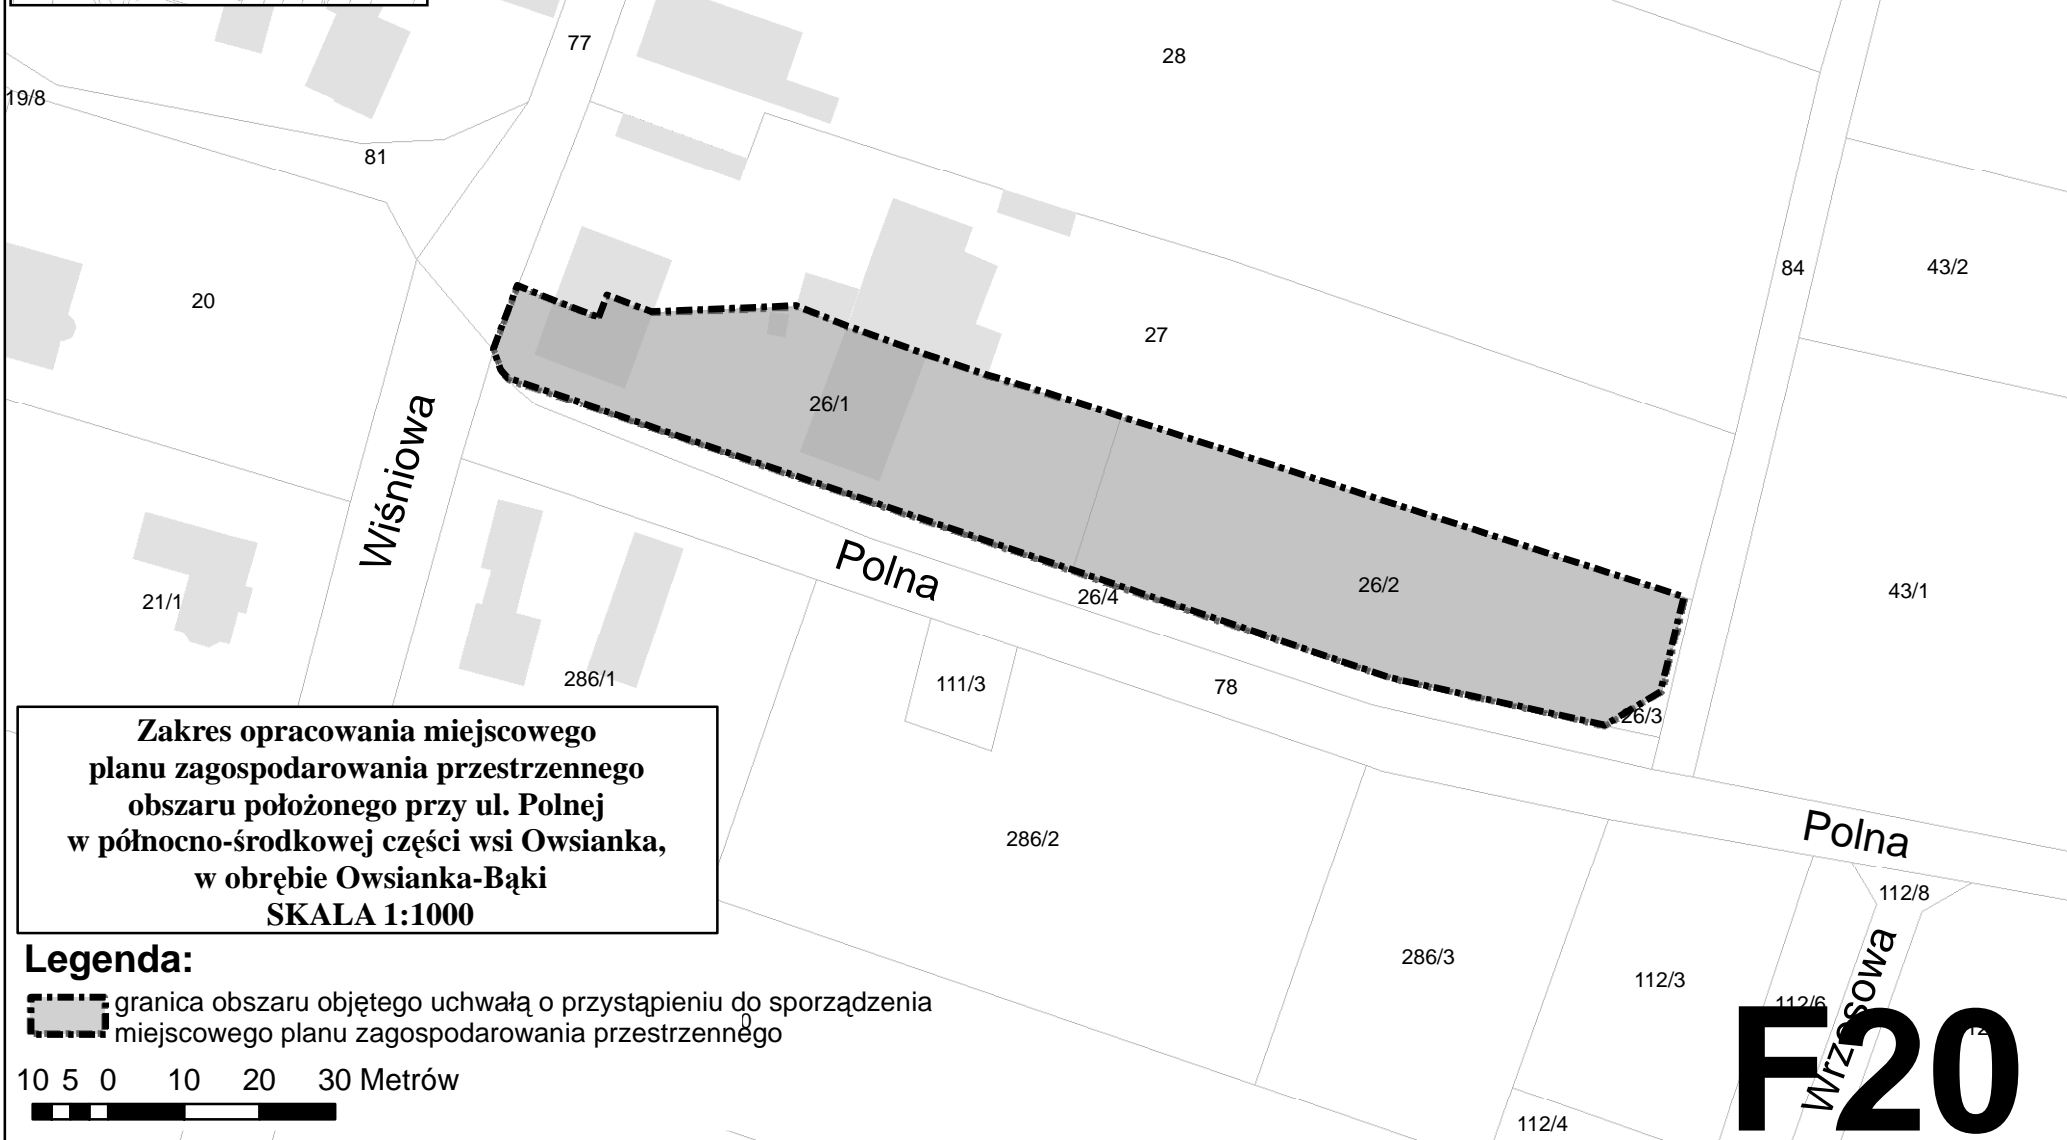 77
28
19/8
81
84
43/2
20
27
26/1
Wiśniowa
Polna
26/2
26/4
43/1
21/1
286/1
111/3
78
26/3
Zakres opracowania miejscowego
planu zagospodarowania przestrzennego
obszaru położonego przy ul. Polnej
w północno-środkowej części wsi Owsianka,
w obrębie Owsianka-Bąki
SKALA 1:1000
286/2
Polna
112/8
286/3
112/3
112/6
Wrzosowa
Legenda:
granica obszaru objętego uchwałą o przystąpieniu do sporządzenia
miejscowego planu zagospodarowania przestrzennego
0
10 5 0 10 20 30 Metrów
112/4
F20